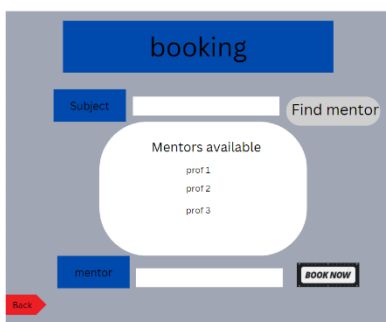 booking
Subject
Find mentor
Mentors available
prof 1
prof 2
prof 3
mentor
BOOK NOW
Back